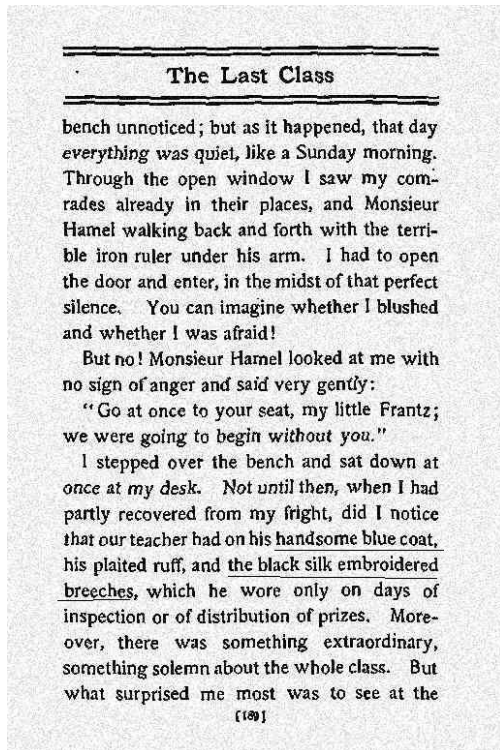 The Last Class
bench unnoticed; but as it happened, that day
everything was quiet, like a Sunday morning.
Through the open window I saw my com-
rades already in their places, and Monsieur
Hamel walking back and forth with the terri-
ble iron ruler under his arm. I had to open
the door and enter, in the midst of that perfect
silence. You can imagine whether I blushed
and whether I was afraid!
But no! Monsieur Hamel looked at me with
no sign of anger and said very gently:
"Go at once to your seat, my little Frantz;
we were going to begin without you."
I stepped over the bench and sat down at
once at my desk. Not until then, when I had
partly recovered from my fright, did I notice
that our teacher had on his handsome blue coat,
his plaited ruff, and the black silk embroidered
breeches, which he wore only on days of
inspection or of distribution of prizes. More-
over, there was something extraordinary,
something solemn about the whole class. But
what surprised me most was to see at the
[189]